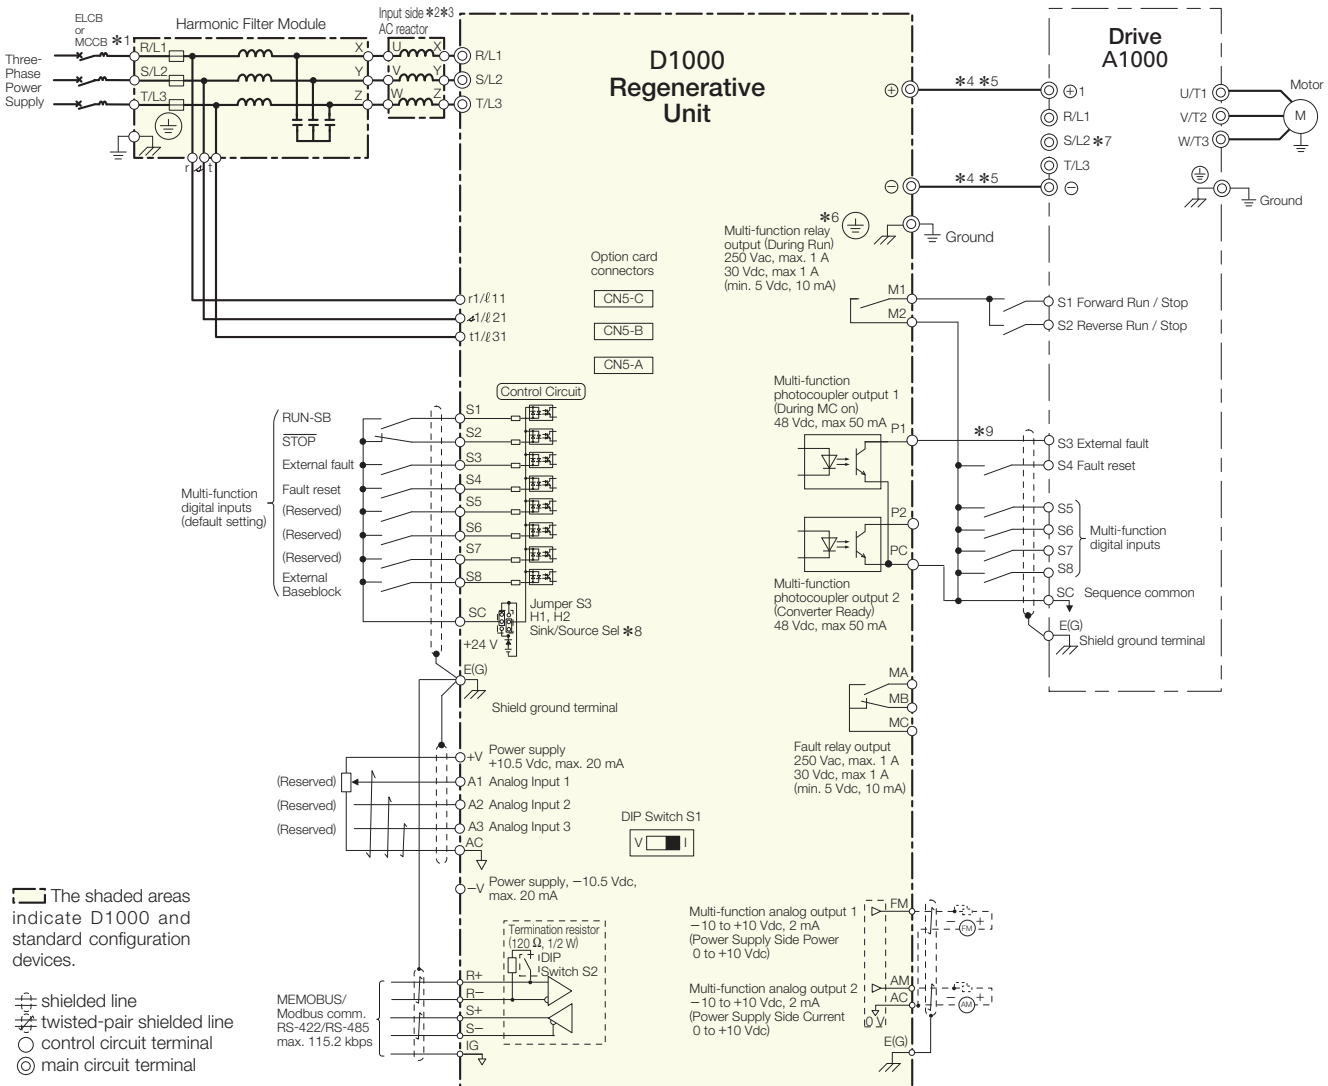 ELCB
or
MCCB *1
Harmonic Filter Module
Input side *2*3
AC reactor
Three-
Phase
Power
Supply
R/L1
S/L2
T/L3
X
Y
Z
U X
V Y
W Z
R/L1
S/L2
T/L3
r t
D1000
Regenerative
Unit
Drive
A1000
Motor
M
⊕
*4 *5
⊕1
R/L1
S/L2 *7
T/L3
⊖
*4 *5
⊖
U/T1
V/T2
W/T3
Ground
*6
Ground
Multi-function relay
output (During Run)
250 Vac, max. 1 A
30 Vdc, max 1 A
(min. 5 Vdc, 10 mA)
M1
M2
S1 Forward Run / Stop
S2 Reverse Run / Stop
Option card
connectors
CN5-C
CN5-B
CN5-A
r1/ℓ11
1/ℓ21
t1/ℓ31
Control Circuit
RUN-SB
STOP
External fault
Fault reset
(Reserved)
(Reserved)
(Reserved)
External
Baseblock
Multi-function
digital inputs
(default setting)
S1
S2
S3
S4
S5
S6
S7
S8
SC
+24 V
Jumper S3
H1, H2
Sink/Source Sel *8
E(G)
Shield ground terminal
Multi-function
photocoupler output 1
(During MC on)
48 Vdc, max 50 mA
P1
P2
PC
Multi-function
photocoupler output 2
(Converter Ready)
48 Vdc, max 50 mA
*9
S3 External fault
S4 Fault reset
S5
S6
S7
S8
Multi-function
digital inputs
SC Sequence common
E(G)
Shield ground terminal
MA
MB
MC
Fault relay output
250 Vac, max. 1 A
30 Vdc, max 1 A
(min. 5 Vdc, 10 mA)
+V Power supply
+10.5 Vdc, max. 20 mA
(Reserved)
A1 Analog Input 1
(Reserved)
A2 Analog Input 2
(Reserved)
A3 Analog Input 3
AC
−V Power supply, −10.5 Vdc,
max. 20 mA
DIP Switch S1
V I
Termination resistor
(120 Ω, 1/2 W)
DIP
Switch S2
MEMOBUS/
Modbus comm.
RS-422/RS-485
max. 115.2 kbps
R+
R−
S+
S−
IG
Multi-function analog output 1
−10 to +10 Vdc, 2 mA
(Power Supply Side Power
0 to +10 Vdc)
FM
− +
FM
Multi-function analog output 2
−10 to +10 Vdc, 2 mA
(Power Supply Side Current
0 to +10 Vdc)
AM
AC
0 V
− +
AM
E(G)
The shaded areas
indicate D1000 and
standard configuration
devices.
shielded line
twisted-pair shielded line
control circuit terminal
main circuit terminal